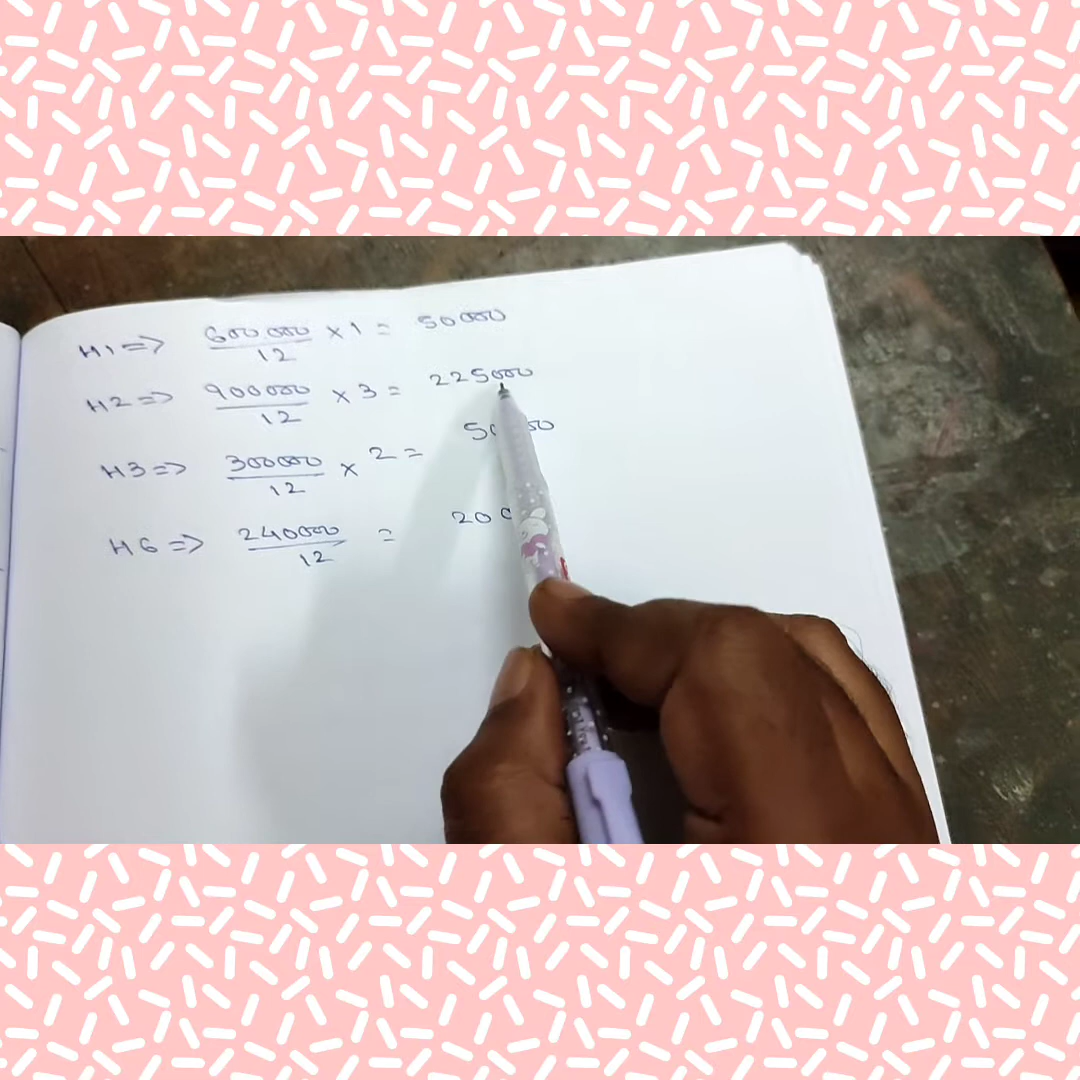 H1 => 600000/12 × 1 = 50000
H2 => 900000/12 × 3 = 225000
H3 => 300000/12 × 2 =
H6 => 240000/12 =